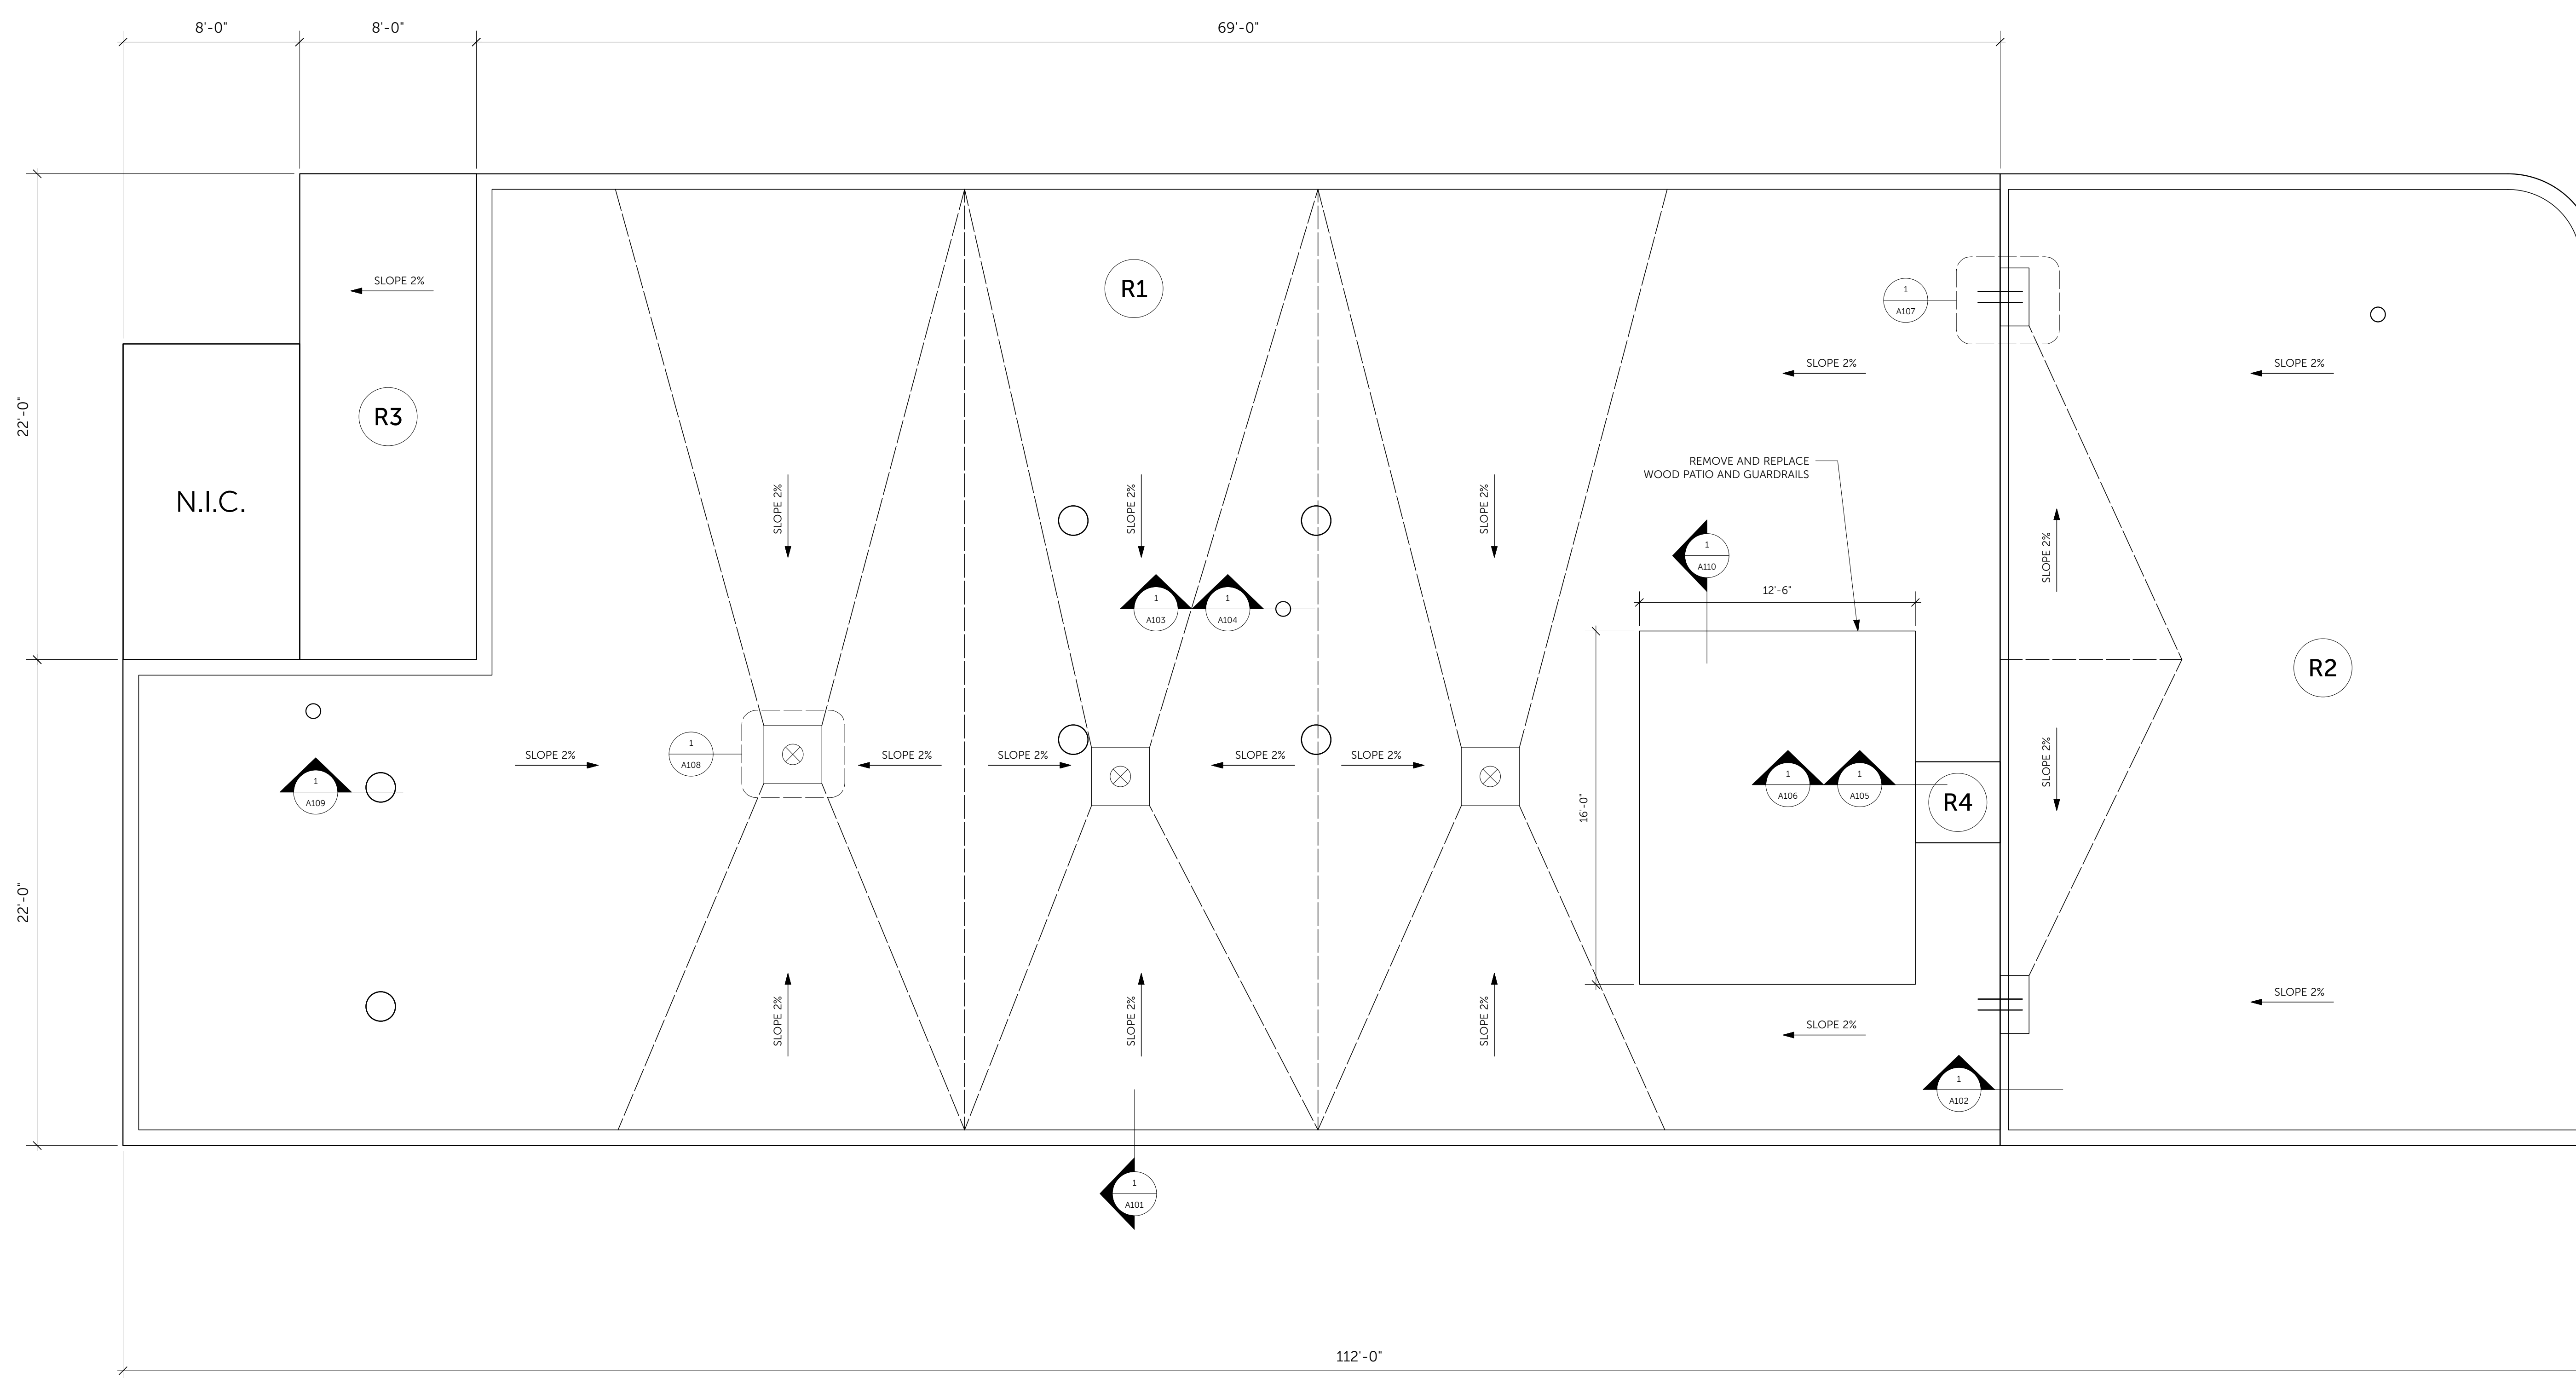 8'-0"
8'-0"
69'-0"
SLOPE 2%
R1
1
A107
R3
SLOPE 2%
SLOPE 2%
22'-0"
REMOVE AND REPLACE
WOOD PATIO AND GUARDRAILS
N.I.C.
SLOPE 2%
SLOPE 2%
SLOPE 2%
1
A110
SLOPE 2%
12'-6"
1
A103
1
A104
R2
1
A108
SLOPE 2%
SLOPE 2%
SLOPE 2%
SLOPE 2%
SLOPE 2%
SLOPE 2%
1
A109
1
A106
1
A105
R4
16'-0"
22'-0"
SLOPE 2%
SLOPE 2%
SLOPE 2%
SLOPE 2%
SLOPE 2%
1
A102
1
A101
112'-0"